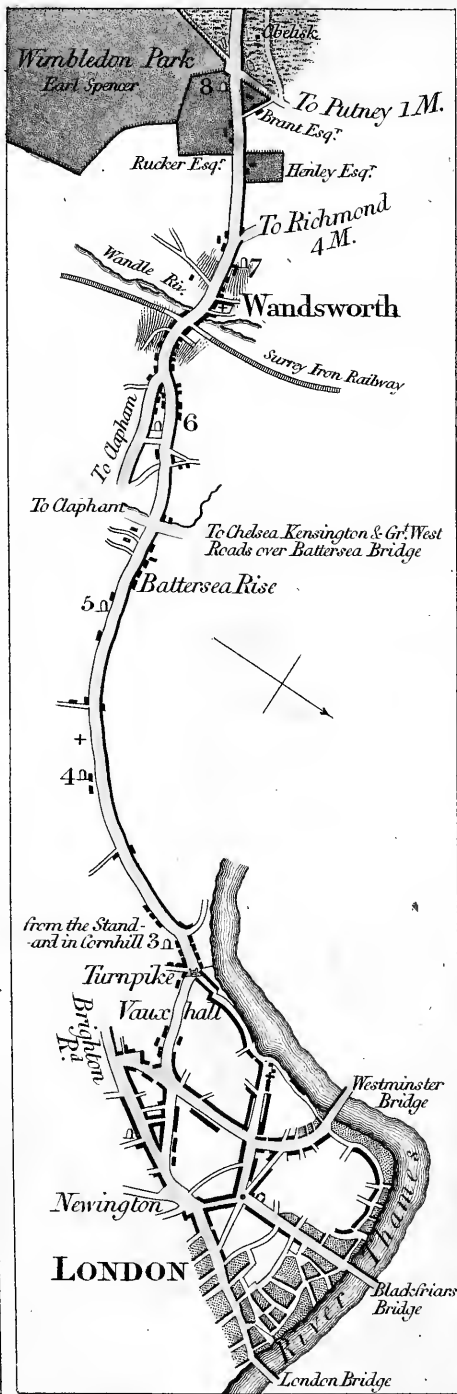 Obelisk
Wimbledon Park
Earl Spencer
8
To Putney 1 M.
Brant Esqr.
Rucker Esqr.
Henley Esqr.
To Richmond
4 M.
7
Wandle Riv.
Wandsworth
Surrey Iron Railway
6
To Clapham
To Clapham
To Chelsea Kensington & Grt. West
Roads over Battersea Bridge
Battersea Rise
5
4
from the Stand-
-ard in Cornhill 3
Turnpike
Vauxhall
Brighton
Rd.
Westminster
Bridge
Newington
LONDON
Blackfriars
Bridge
River Thames
London Bridge